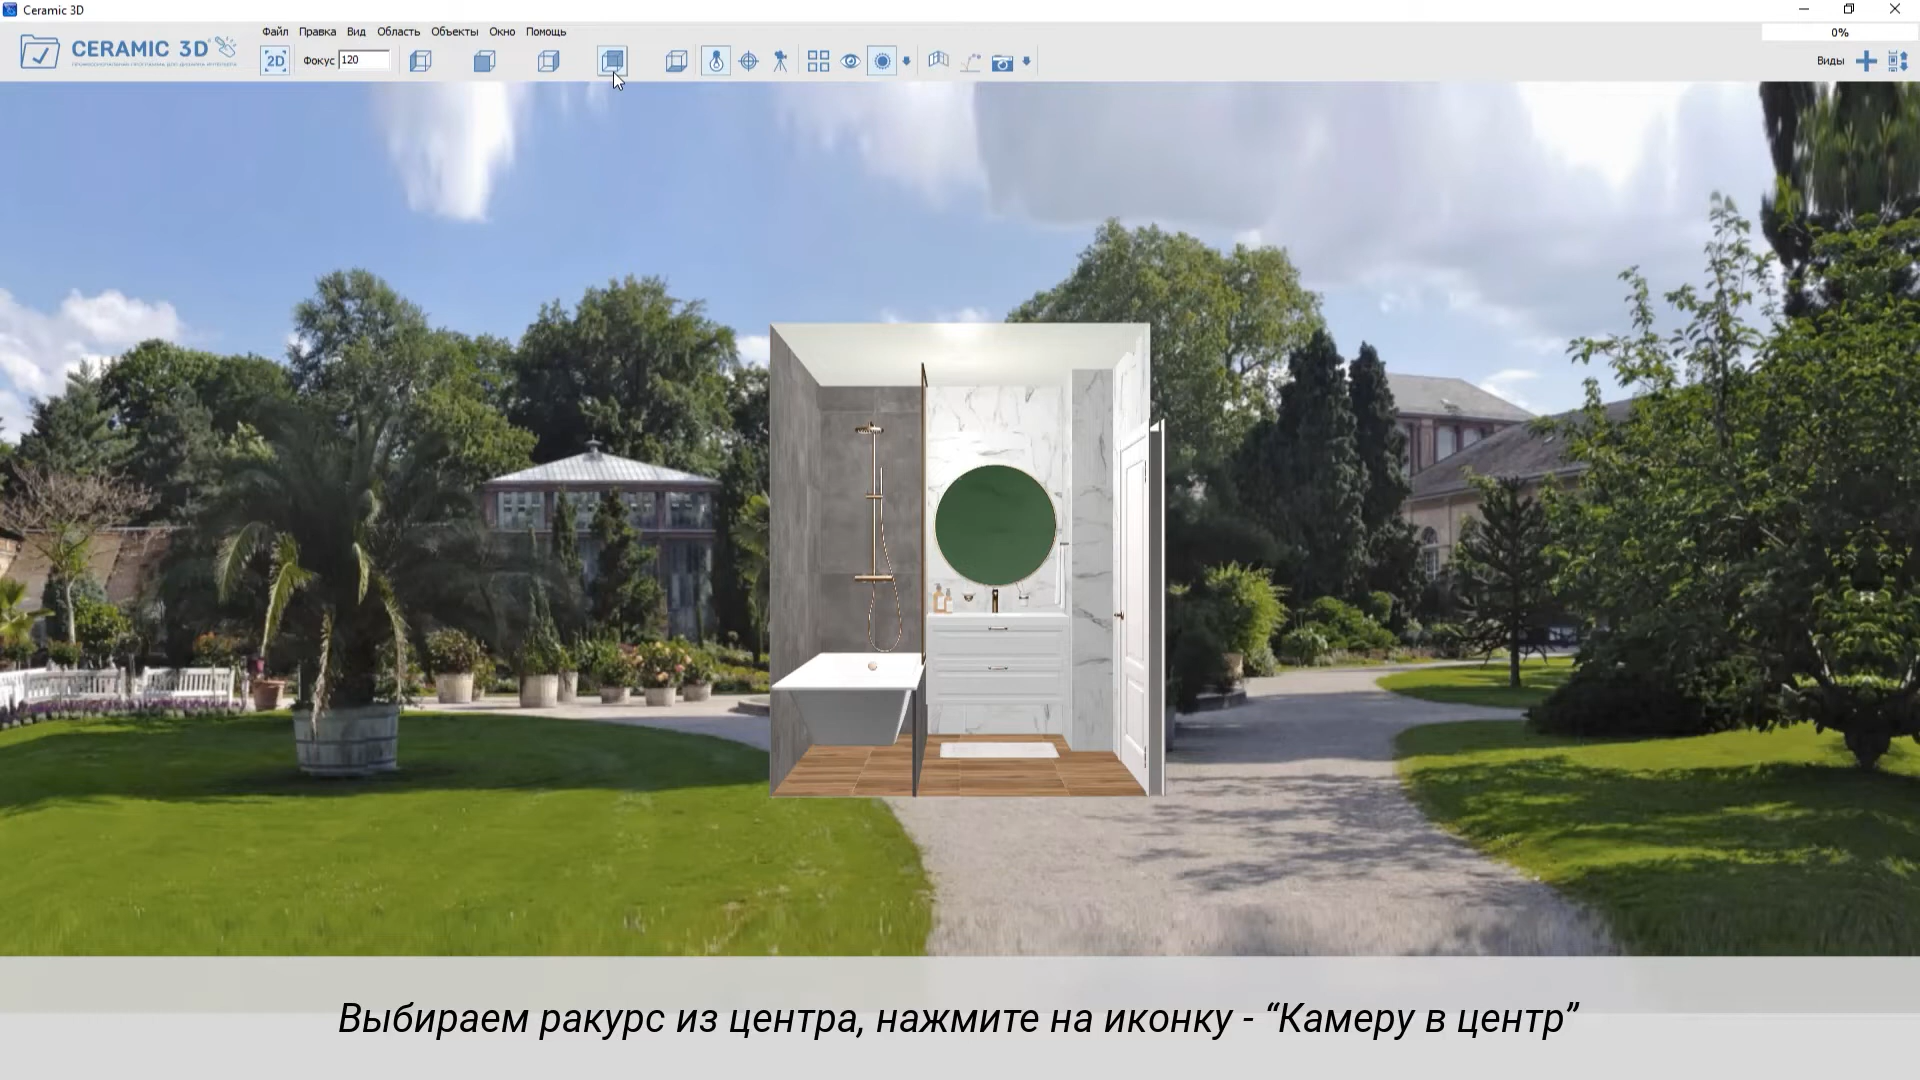 Ceramic 3D
Файл Правка Вид Область Объекты Окно Помощь
0%
CERAMIC 3D
2D Фокус 120
Виды
Выбираем ракурс из центра, нажмите на иконку - “Камеру в центр”